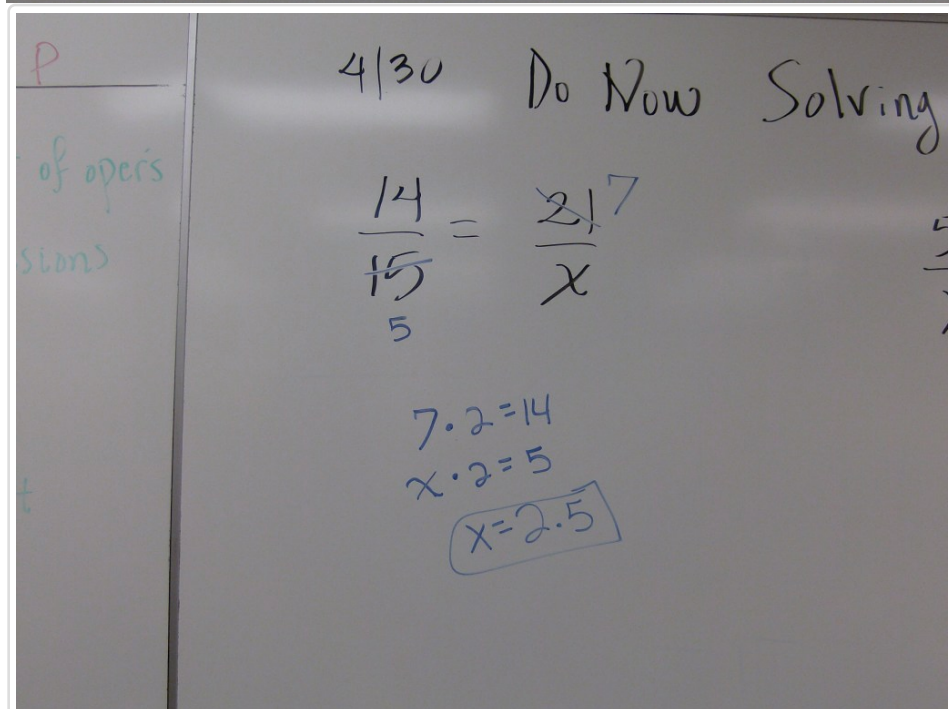 P
of oper's
sions
t
4/30 Do Now Solving
14/15 = 21/x
7
5
7·2=14
x·2=5
x=2.5